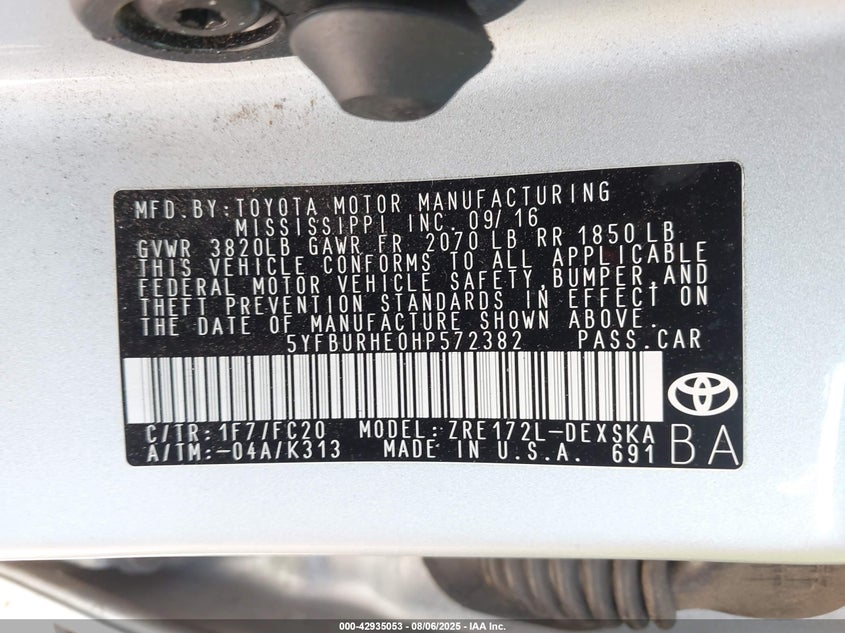 MFD.BY:TOYOTA MOTOR MANUFACTURING
MISSISSIPPI INC. 09/16
GVWR 3820LB GAWR FR 2070 LB RR 1850 LB
THIS VEHICLE CONFORMS TO ALL APPLICABLE
FEDERAL MOTOR VEHICLE SAFETY,BUMPER,AND
THEFT PREVENTION STANDARDS IN EFFECT ON
THE DATE OF MANUFACTURE SHOWN ABOVE.
5YFBURHE0HP572382 PASS.CAR
C/TR:1F7/FC20 MODEL:ZRE172L-DEXSKA
A/TM:-04A/K313 MADE IN U.S.A. 691
BA
000-42935053 - 08/06/2025 - IAA Inc.